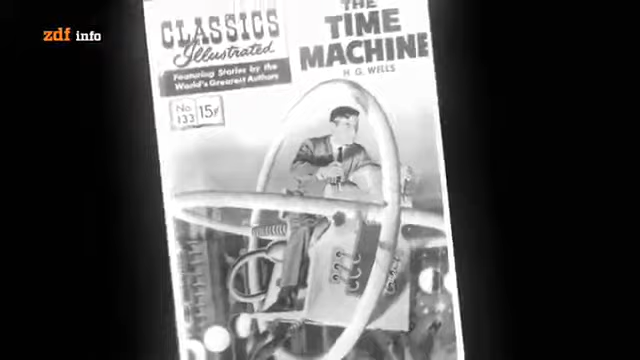 zdf info
CLASSICS
Illustrated
Featuring Stories by the
World's Greatest Authors
No.
133
15¢
THE
TIME
MACHINE
H. G. WELLS